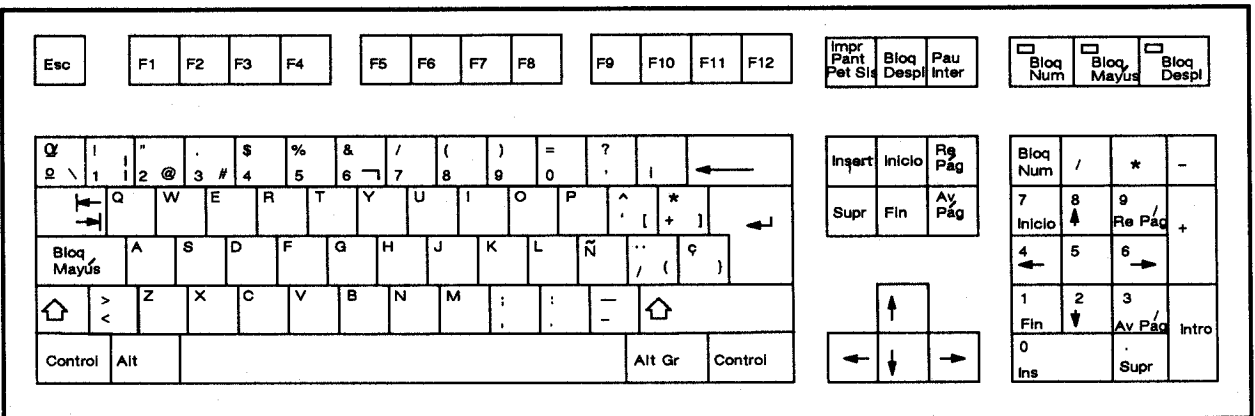 Esc F1 F2 F3 F4 F5 F6 F7 F8 F9 F10 F11 F12
Impr
Pant
Pet Sis
Bloq
Despl
Pau
Inter
Bloq
Num
Bloq
Mayús
Bloq
Despl
ª ! " · $ % & / ( ) = ?
º \ 1 | 2 @ 3 # 4 5 6 ¬ 7 8 9 0 '
Insert Inicio Re
Pág
Bloq
Num
/ * -
Q W E R T Y U I O P ^ *
[ + ]
Supr Fin Av
Pág
7
Inicio
8
9
Re Pág
+
Bloq
Mayús
A S D F G H J K L Ñ ¨ ç
/ { }
4 5 6
>
<
Z X C V B N M ; : —
, . -
1
Fin
2
3
Av Pág
Intro
Control Alt Alt Gr Control
0
Ins
.
Supr